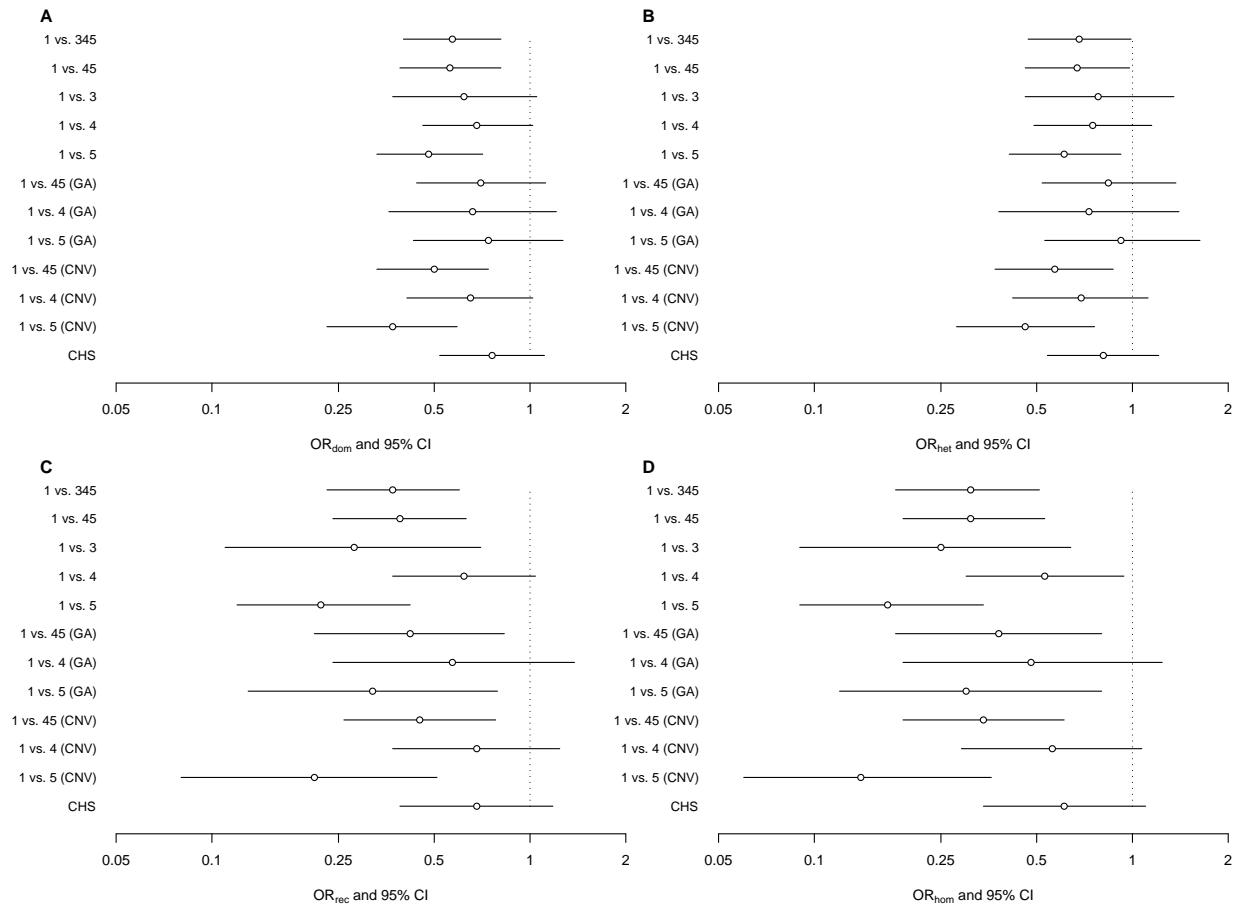 A
1 vs. 345
1 vs. 45
1 vs. 3
1 vs. 4
1 vs. 5
1 vs. 45 (GA)
1 vs. 4 (GA)
1 vs. 5 (GA)
1 vs. 45 (CNV)
1 vs. 4 (CNV)
1 vs. 5 (CNV)
CHS
0.05 0.1 0.25 0.5 1 2
ORdom and 95% CI
B
1 vs. 345
1 vs. 45
1 vs. 3
1 vs. 4
1 vs. 5
1 vs. 45 (GA)
1 vs. 4 (GA)
1 vs. 5 (GA)
1 vs. 45 (CNV)
1 vs. 4 (CNV)
1 vs. 5 (CNV)
CHS
0.05 0.1 0.25 0.5 1 2
ORhet and 95% CI
C
1 vs. 345
1 vs. 45
1 vs. 3
1 vs. 4
1 vs. 5
1 vs. 45 (GA)
1 vs. 4 (GA)
1 vs. 5 (GA)
1 vs. 45 (CNV)
1 vs. 4 (CNV)
1 vs. 5 (CNV)
CHS
0.05 0.1 0.25 0.5 1 2
ORrec and 95% CI
D
1 vs. 345
1 vs. 45
1 vs. 3
1 vs. 4
1 vs. 5
1 vs. 45 (GA)
1 vs. 4 (GA)
1 vs. 5 (GA)
1 vs. 45 (CNV)
1 vs. 4 (CNV)
1 vs. 5 (CNV)
CHS
0.05 0.1 0.25 0.5 1 2
ORhom and 95% CI